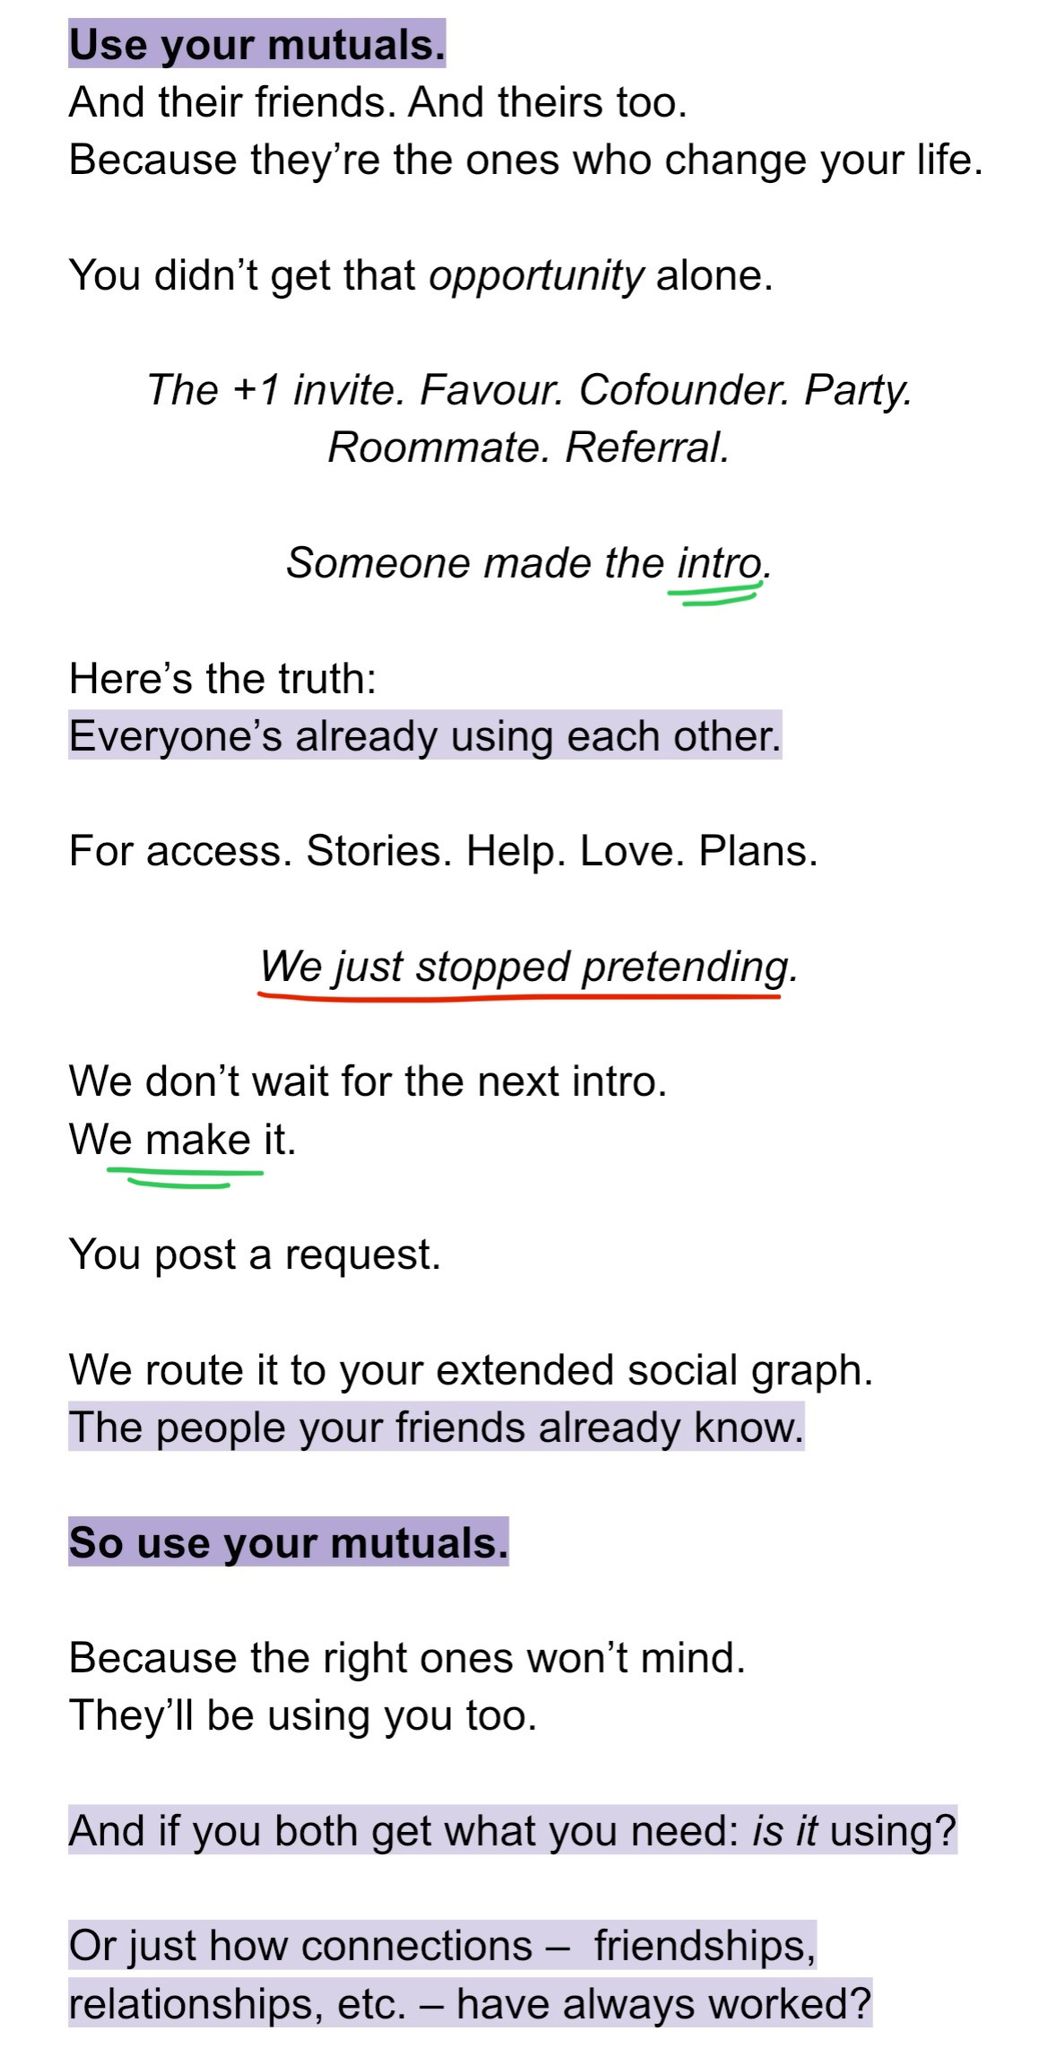 Use your mutuals.
And their friends. And theirs too.
Because they’re the ones who change your life.
You didn’t get that opportunity alone.
The +1 invite. Favour. Cofounder. Party.
Roommate. Referral.
Someone made the intro.
Here’s the truth:
Everyone’s already using each other.
For access. Stories. Help. Love. Plans.
We just stopped pretending.
We don’t wait for the next intro.
We make it.
You post a request.
We route it to your extended social graph.
The people your friends already know.
So use your mutuals.
Because the right ones won’t mind.
They’ll be using you too.
And if you both get what you need: is it using?
Or just how connections –  friendships,
relationships, etc. – have always worked?